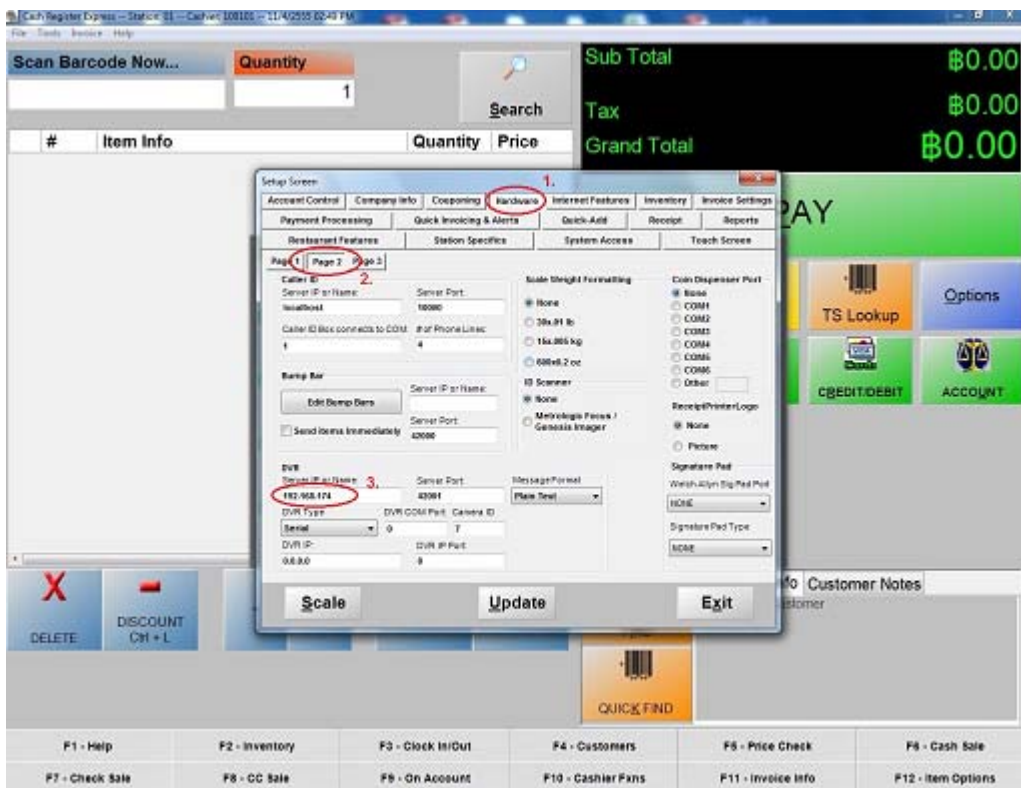 Cash Register Express -- Station: 01 -- Cashier: 100101 -- 11/4/2555 02:49 PM
File Tools Invoice Help
Scan Barcode Now...
Quantity
1
Search
Sub Total ฿0.00
Tax ฿0.00
Grand Total ฿0.00
# Item Info Quantity Price
Setup Screen
1.
Account Control Company Info Couponing Hardware Internet Features Inventory Invoice Settings
Payment Processing Quick Invoicing & Alerts Quick-Add Receipt Reports
Restaurant Features Station Specifics System Access Touch Screen
Page 1 Page 2 Page 3
2.
Caller ID
Server IP or Name: Server Port:
localhost 10000
Caller ID Box connects to COM: # of Phone Lines:
1 4
Bump Bar
Server IP or Name:
Edit Bump Bars
Server Port:
Send items Immediately 42000
DVR
Server IP or Name: 3. Server Port: Message Format
192.168.174 42001 Plain Text
DVR Type DVR COM Port: Camera ID
Serial 0 7
DVR IP: DVR IP Port:
0.0.0.0 0
Scale Weight Formatting
None
30x.01 lb
15x.005 kg
600x0.2 oz
ID Scanner
None
Metrologic Focus / Genesis Imager
Coin Dispenser Port
None
COM1
COM2
COM3
COM4
COM5
COM6
Other
ReceiptPrinterLogo
None
Picture
Signature Pad
Welch Allyn Sig Pad Port
NONE
Signature Pad Type:
NONE
Scale Update Exit
PAY
TS Lookup
Options
CREDIT/DEBIT
ACCOUNT
Customer Notes
X
DELETE
DISCOUNT
Ctrl + L
QUICK FIND
F1 - Help F2 - Inventory F3 - Clock In/Out F4 - Customers F5 - Price Check F6 - Cash Sale
F7 - Check Sale F8 - CC Sale F9 - On Account F10 - Cashier Fxns F11 - Invoice Info F12 - Item Options